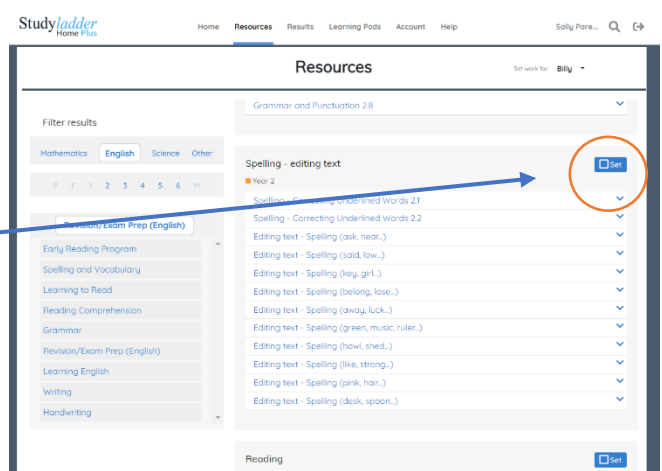 Studyladder
Home Plus
Home Resources Results Learning Pods Account Help Sally Pare...
Resources
Set work for Billy
Filter results
Mathematics English Science Other
P F 1 2 3 4 5 6 H
Revision/Exam Prep (English)
Early Reading Program
Spelling and Vocabulary
Learning to Read
Reading Comprehension
Grammar
Revision/Exam Prep (English)
Learning English
Writing
Handwriting
Grammar and Punctuation 2.8
Spelling - editing text
Set
Year 2
Spelling - Correcting Underlined Words 2.1
Spelling - Correcting Underlined Words 2.2
Editing text - Spelling (ask, near...)
Editing text - Spelling (said, low...)
Editing text - Spelling (key, girl...)
Editing text - Spelling (belong, lose...)
Editing text - Spelling (away, luck...)
Editing text - Spelling (green, music, ruler...)
Editing text - Spelling (howl, shed...)
Editing text - Spelling (like, strong...)
Editing text - Spelling (pink, hair...)
Editing text - Spelling (desk, spoon...)
Reading
Set